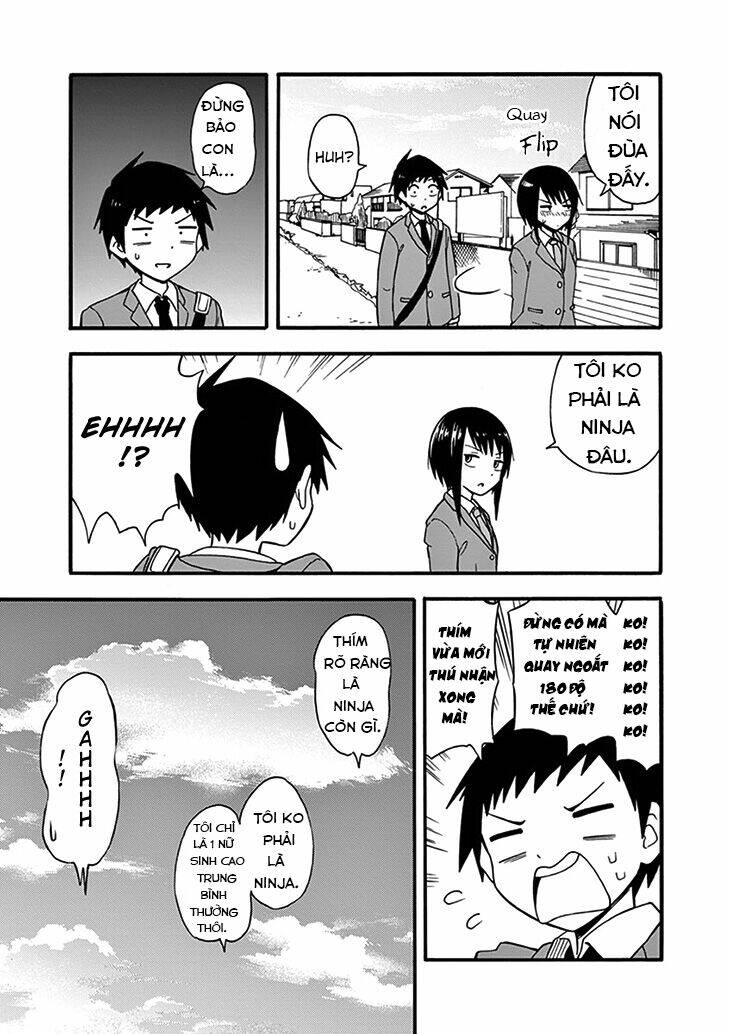 TÔI
NÓI
ĐÙA
ĐẤY.
Quay
Flip
HUH?
ĐỪNG
BẢO
CON
LÀ...
TÔI KO
PHẢI LÀ
NINJA
ĐÂU.
EHHHH
!?
KO!
KO!
KO!
KO!
KO!
ĐỪNG CÓ MÀ
TỰ NHIÊN
QUAY NGOẮT
180 ĐỘ
THẾ CHỨ!
THÍM
VỪA MỚI
THÚ NHẬN
XONG
MÀ!
THÍM
RÕ RÀNG
LÀ
NINJA
CÒN GÌ.
TÔI KO
PHẢI
LÀ
NINJA.
TÔI CHỈ
LÀ 1 NỮ
SINH CAO
TRUNG
BÌNH
THƯỜNG
THÔI.
GAHHHH
!!